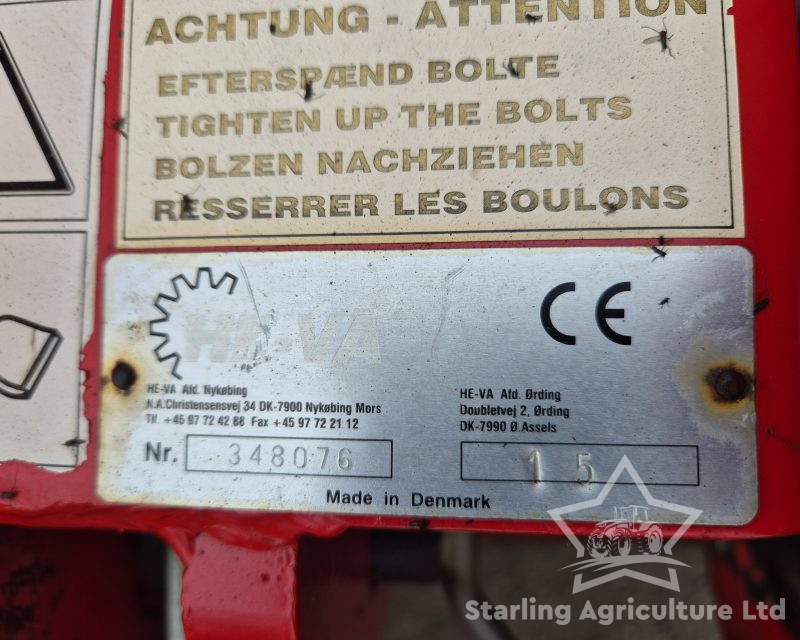 ACHTUNG - ATTENTION
EFTERSPÆND BOLTE
TIGHTEN UP THE BOLTS
BOLZEN NACHZIEHEN
RESSERRER LES BOULONS
HE-VA
CE
HE-VA Afd. Nykøbing
N.A.Christensensvej 34 DK-7900 Nykøbing Mors
Tlf. +45 97 72 42 88 Fax +45 97 72 21 12
HE-VA Afd. Ørding
Doubletvej 2, Ørding
DK-7990 Ø.Assels
Nr. 348076
15
Made in Denmark
Starling Agriculture Ltd